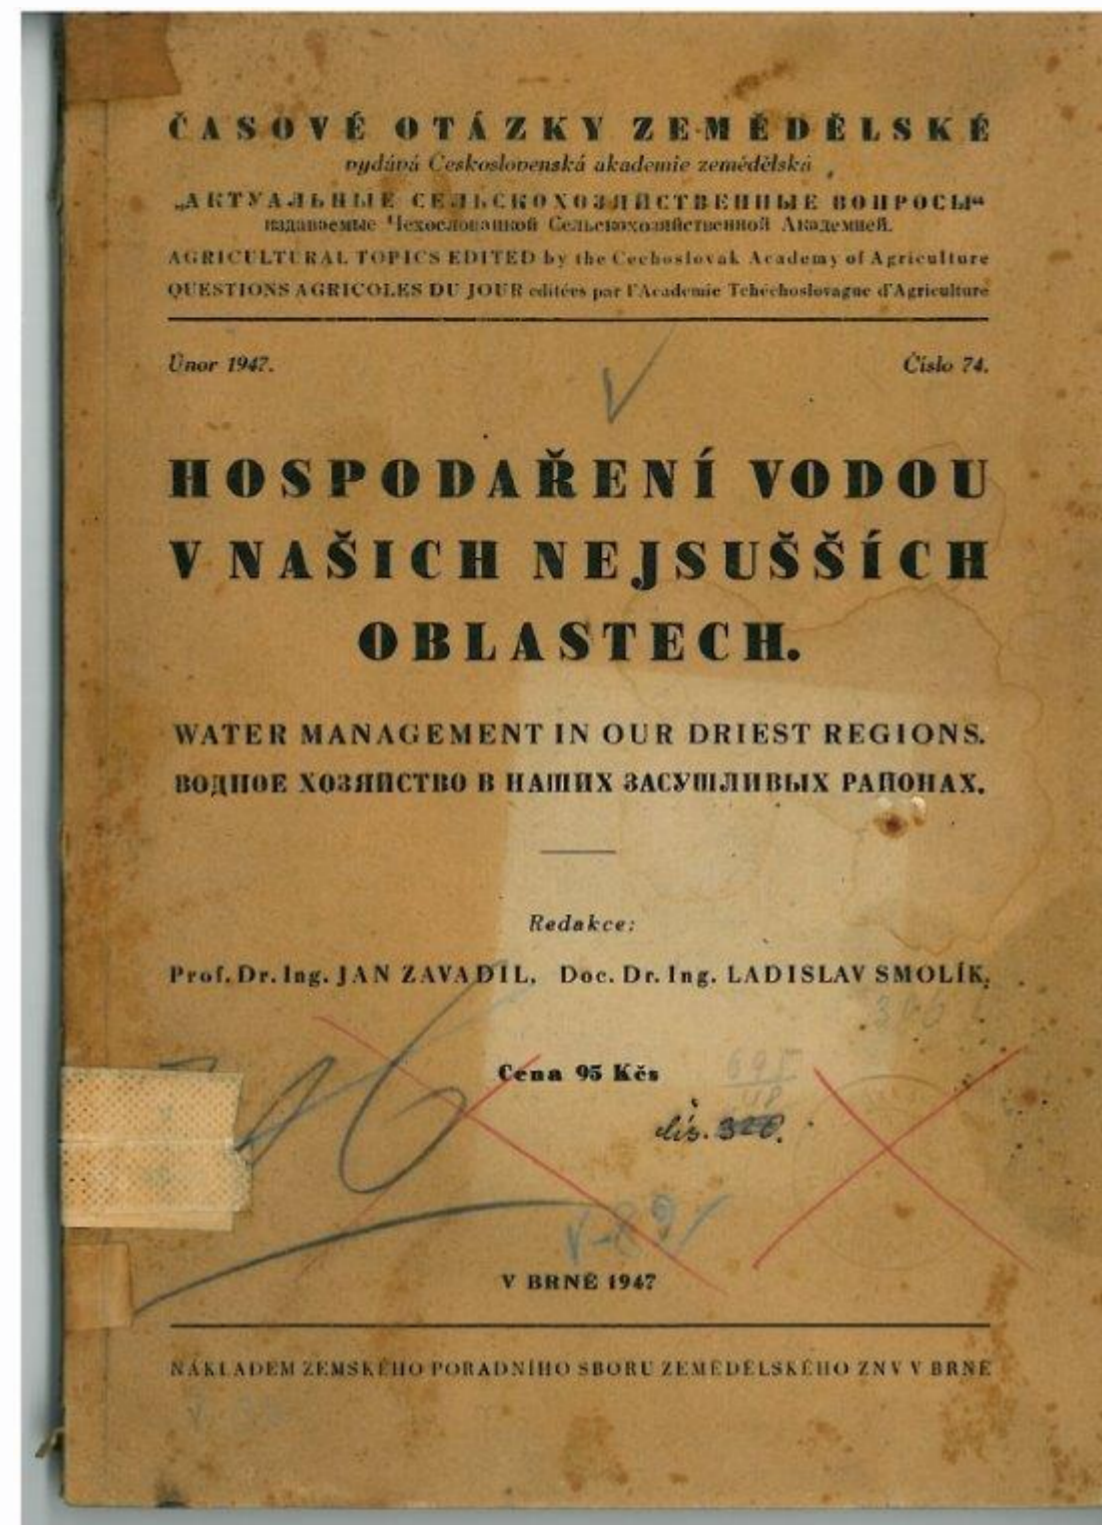 ČASOVÉ OTÁZKY ZEMĚDĚLSKÉ
vydává Československá akademie zemědělská
„АКТУАЛЬНЫЕ СЕЛЬСКОХОЗЯЙСТВЕННЫЕ ВОПРОСЫ“
издаваемые Чехословацкой Сельскохозяйственной Академией.
AGRICULTURAL TOPICS EDITED by the Cechoslovak Academy of Agriculture
QUESTIONS AGRICOLES DU JOUR editées par l'Academie Tchéchoslovague d'Agriculture
Únor 1947.
Číslo 74.
V
HOSPODAŘENÍ VODOU
V NAŠICH NEJSUŠŠÍCH
OBLASTECH.
WATER MANAGEMENT IN OUR DRIEST REGIONS.
ВОДНОЕ ХОЗЯЙСТВО В НАШИХ ЗАСУШЛИВЫХ РАЙОНАХ.
Redakce:
Prof. Dr. Ing. JAN ZAVADIL, Doc. Dr. Ing. LADISLAV SMOLÍK,
Cena 95 Kčs
čís.
V-89
V BRNĚ 1947
NÁKLADEM ZEMSKÉHO PORADNÍHO SBORU ZEMĚDĚLSKÉHO ZNV V BRNĚ